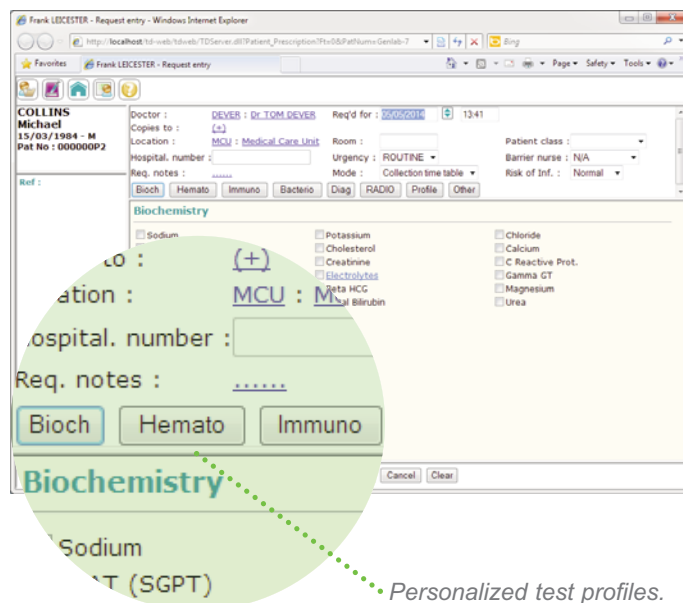 Frank LEICESTER - Request entry - Windows Internet Explorer
http://localhost/td-web/tdweb/TDServer.dll?Patient_Prescription?Ftv0&PatNum=Genlab-7
Bing
Favorites Frank LEICESTER - Request entry Page Safety Tools
COLLINS
Michael
15/03/1984 - M
Pat No : 000000P2
Ref :
Doctor : DEVER : Dr TOM DEVER Req'd for : 05/05/2014 13:41
Copies to : (+)
Location : MCU : Medical Care Unit Room : Patient class :
Hospital. number : Urgency : ROUTINE Barrier nurse : N/A
Req. notes : ...... Mode : Collection time table Risk of Inf. : Normal
Bioch Hemato Immuno Bacterio Diag RADIO Profile Other
Biochemistry
Sodium Potassium Chloride
Cholesterol Calcium
Creatinine C Reactive Prot.
Electrolytes Gamma GT
Beta HCG Magnesium
Bilirubin Urea
Cancel Clear
to : (+)
ation : MCU : M
ospital. number :
Req. notes : ......
Bioch Hemato Immuno
Biochemistry
Sodium
(SGPT)
Personalized test profiles.